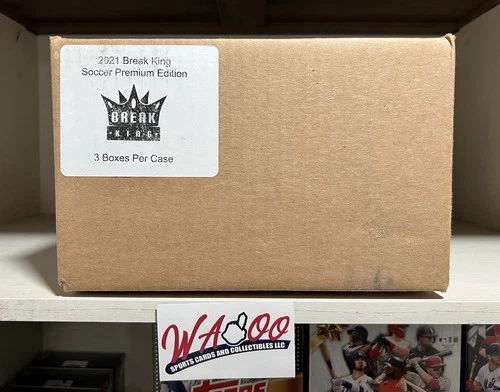 2021 Break King
Soccer Premium Edition
BREAK
KING
3 Boxes Per Case
WAHOO
SPORTS CARDS AND COLLECTIBLES LLC